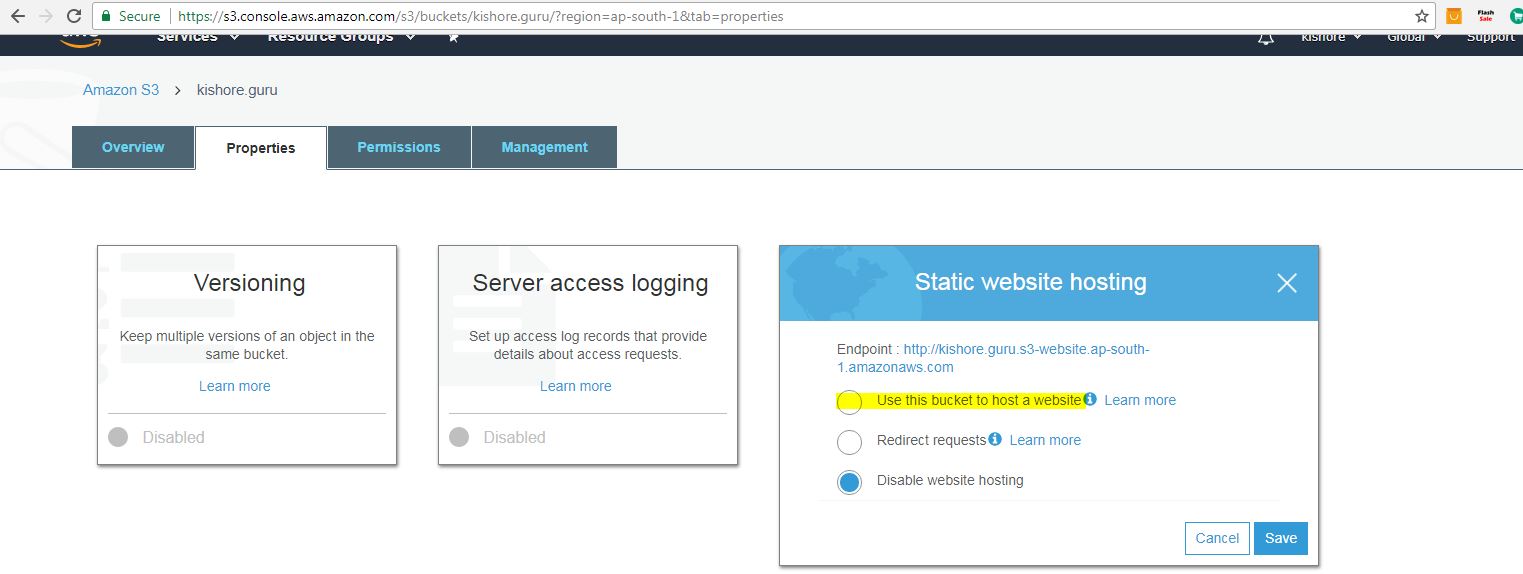 Secure https://s3.console.aws.amazon.com/s3/buckets/kishore.guru/?region=ap-south-1&tab=properties
Flash
Sale
aws Services Resource Groups kishore Global Support
Amazon S3 > kishore.guru
Overview Properties Permissions Management
Versioning
Keep multiple versions of an object in the
same bucket.
Learn more
Disabled
Server access logging
Set up access log records that provide
details about access requests.
Learn more
Disabled
Static website hosting
Endpoint : http://kishore.guru.s3-website.ap-south-
1.amazonaws.com
Use this bucket to host a website Learn more
Redirect requests Learn more
Disable website hosting
Cancel Save